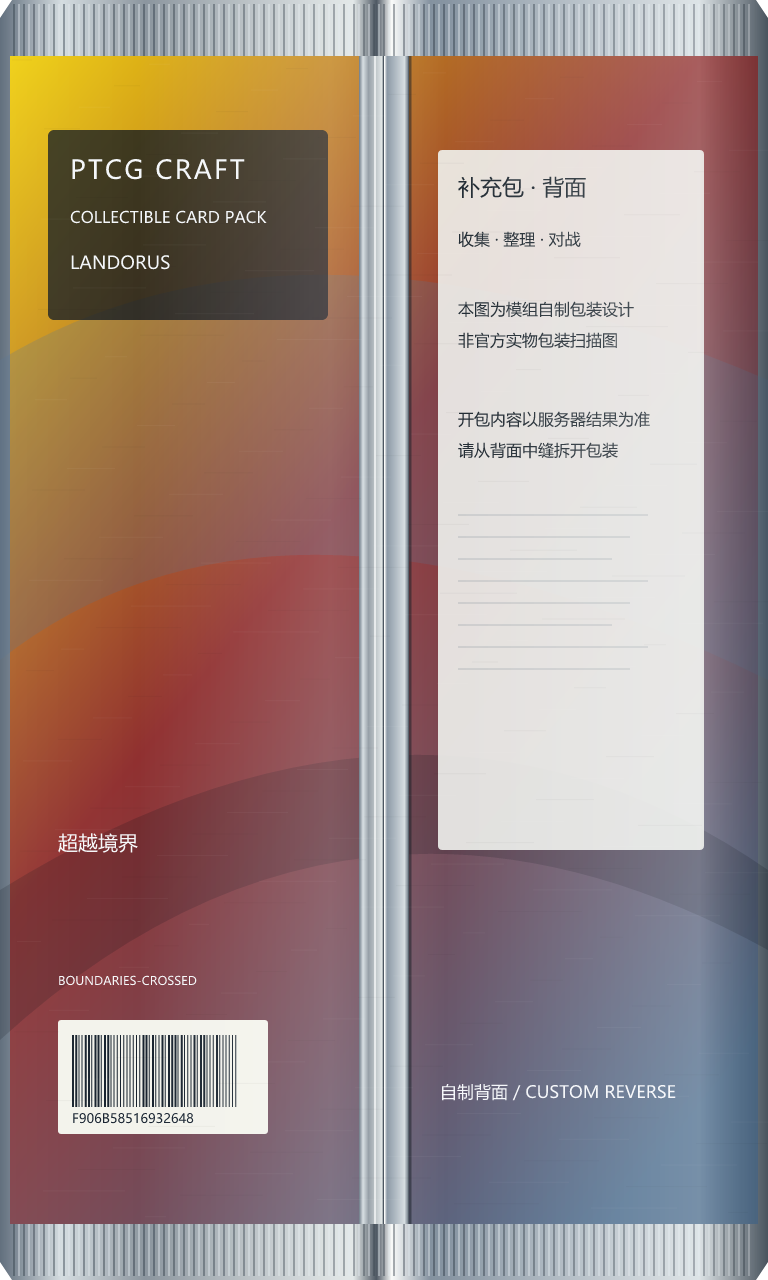 PTCG CRAFT
COLLECTIBLE CARD PACK
LANDORUS
超越境界
BOUNDARIES-CROSSED
F906B58516932648
补充包 · 背面
收集 · 整理 · 对战
本图为模组自制包装设计
非官方实物包装扫描图
开包内容以服务器结果为准
请从背面中缝拆开包装
自制背面 / CUSTOM REVERSE